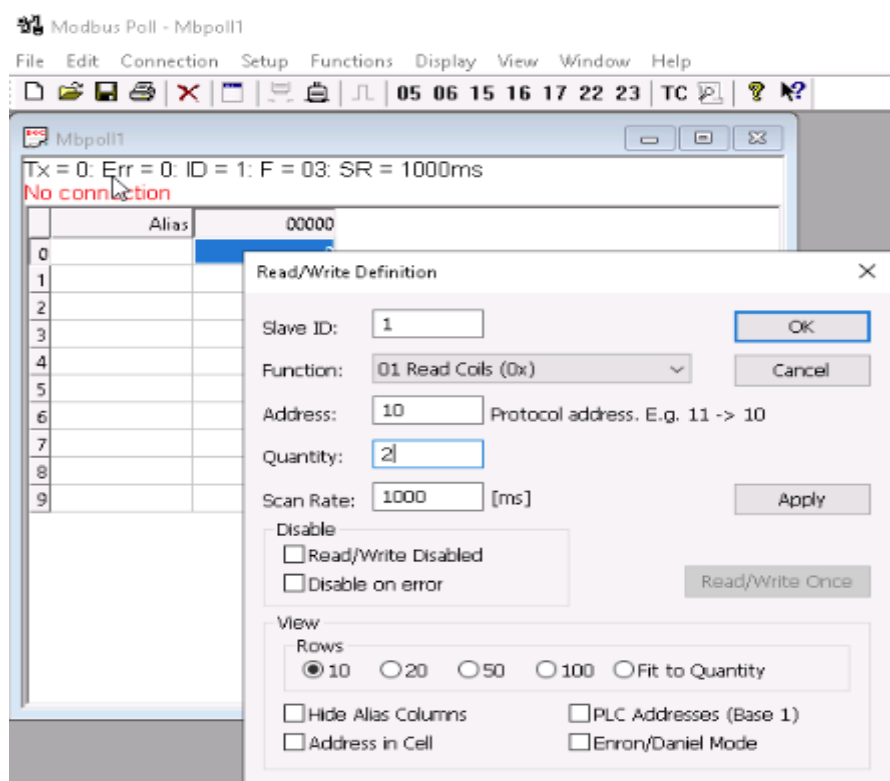 Modbus Poll - Mbpoll1
File Edit Connection Setup Functions Display View Window Help
05 06 15 16 17 22 23 TC
Mbpoll1
Tx = 0: Err = 0: ID = 1: F = 03: SR = 1000ms
No connection
Alias 00000
0
1
2
3
4
5
6
7
8
9
Read/Write Definition
Slave ID: 1 OK
Function: 01 Read Coils (0x) Cancel
Address: 10 Protocol address. E.g. 11 -> 10
Quantity: 2
Scan Rate: 1000 [ms] Apply
Disable
Read/Write Disabled
Disable on error
Read/Write Once
View
Rows
10 20 50 100 Fit to Quantity
Hide Alias Columns PLC Addresses (Base 1)
Address in Cell Enron/Daniel Mode